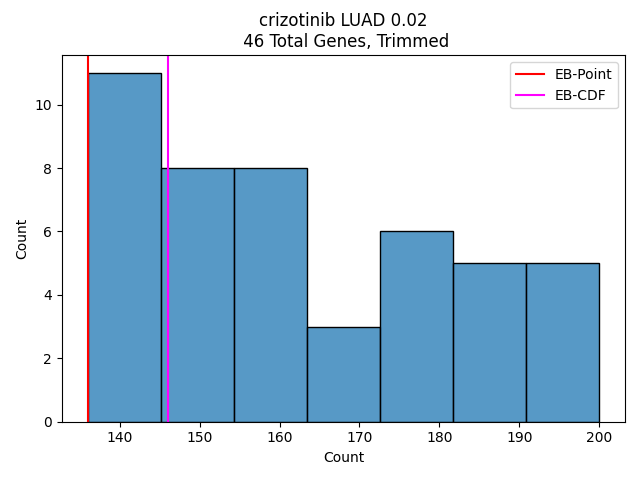 crizotinib LUAD 0.02
46 Total Genes, Trimmed
EB-Point
EB-CDF
Count
10
8
6
4
2
0
140 150 160 170 180 190 200
Count